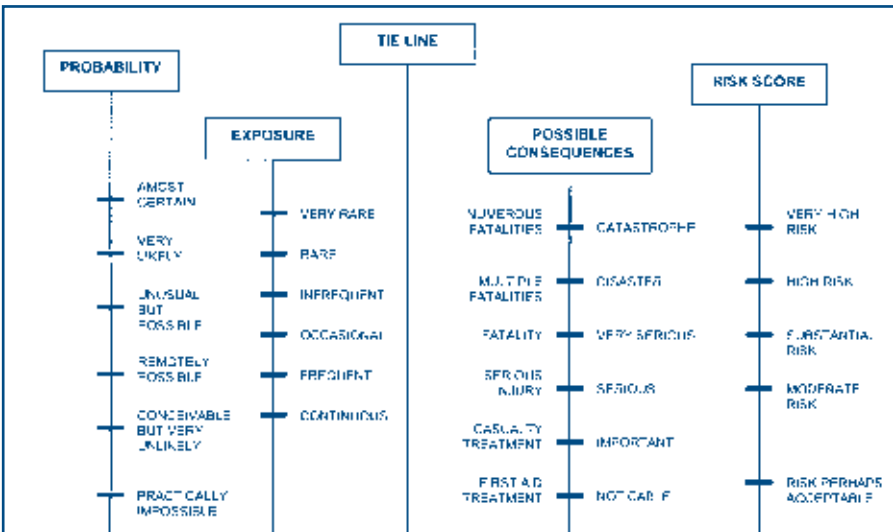 TIE LINE
PROBABILITY
RISK SCORE
EXPOSURE
POSSIBLE
CONSEQUENCES
AMOST
CERTAIN
VERY
LIKELY
UNUSUAL
BUT
POSSIBLE
REMOTELY
POSSIBLE
CONCEIVABLE
BUT VERY
UNLIKELY
PRACTICALLY
IMPOSSIBLE
VERY RARE
RARE
INFREQUENT
OCCASIONAL
FREQUENT
CONTINUOUS
NUMEROUS
FATALITIES
CATASTROPHE
MULTIPLE
FATALITIES
DISASTER
FATALITY
VERY SERIOUS
SERIOUS
INJURY
SERIOUS
CASUALTY
TREATMENT
IMPORTANT
FIRST AID
TREATMENT
NOTICABLE
VERY HIGH
RISK
HIGH RISK
SUBSTANTIAL
RISK
MODERATE
RISK
RISK PERHAPS
ACCEPTABLE